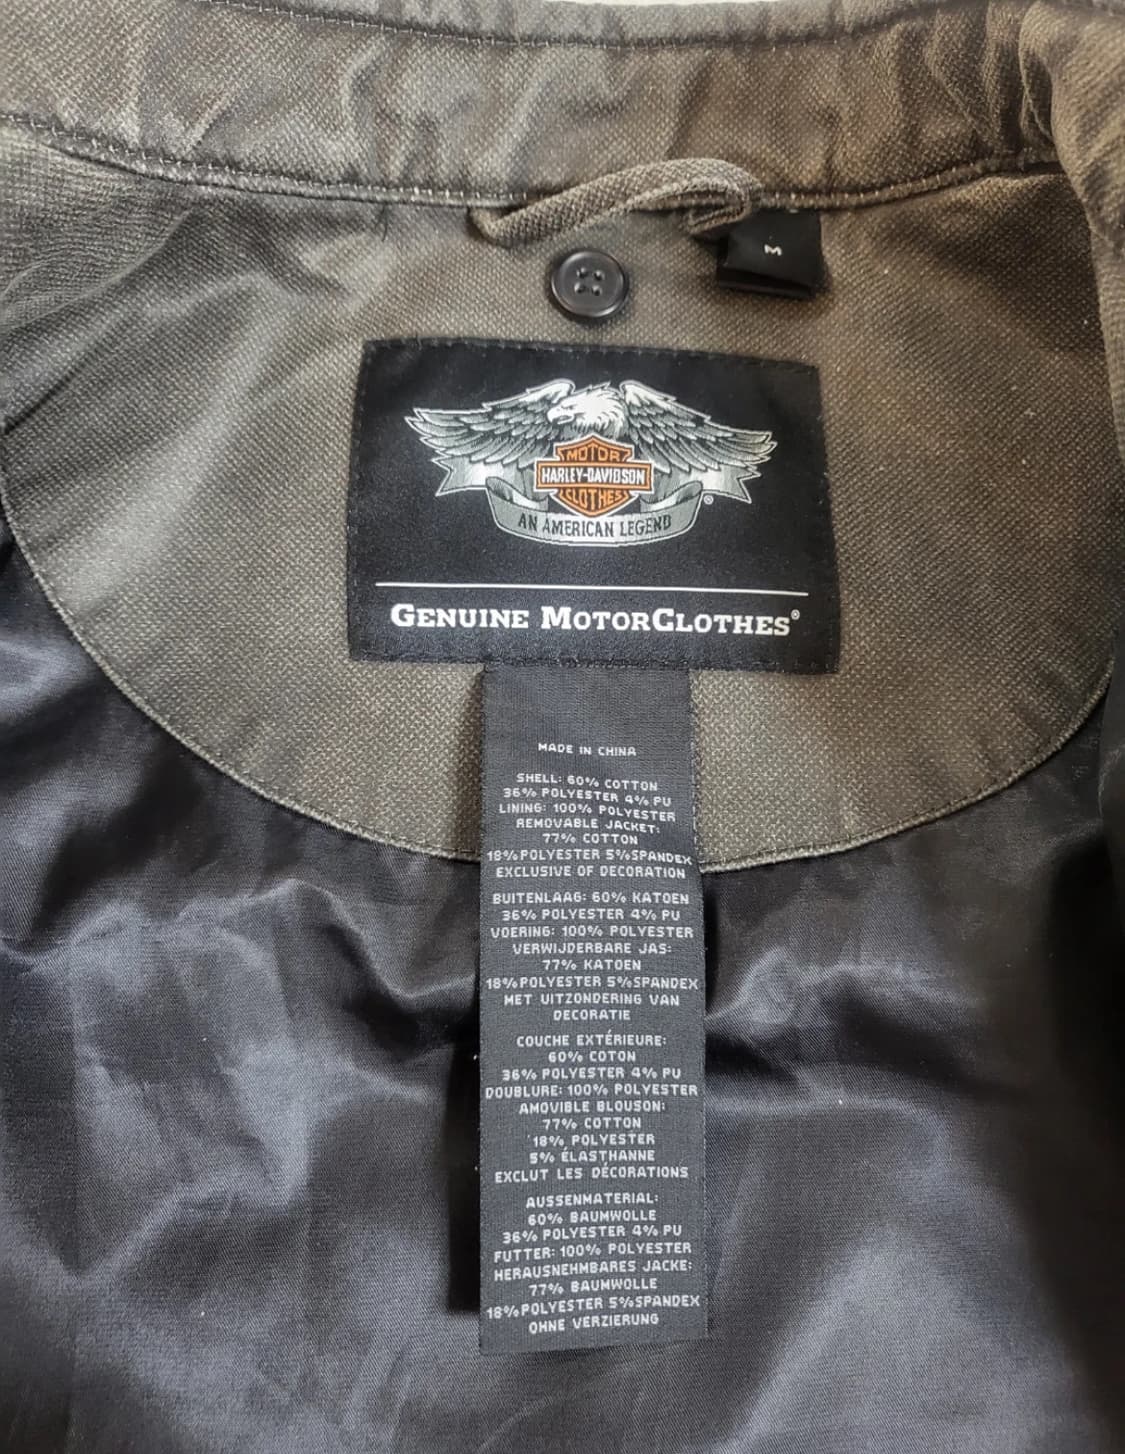 M
MOTOR
HARLEY-DAVIDSON
CLOTHES
®
AN AMERICAN LEGEND
GENUINE MOTORCLOTHES®
MADE IN CHINA
SHELL: 60% COTTON
36% POLYESTER 4% PU
LINING: 100% POLYESTER
REMOVABLE JACKET:
77% COTTON
18%POLYESTER 5%SPANDEX
EXCLUSIVE OF DECORATION
BUITENLAAG: 60% KATOEN
36% POLYESTER 4% PU
VOERING: 100% POLYESTER
VERWIJDERBARE JAS:
77% KATOEN
18%POLYESTER 5%SPANDEX
MET UITZONDERING VAN
DECORATIE
COUCHE EXTÉRIEURE:
60% COTON
36% POLYESTER 4% PU
DOUBLURE: 100% POLYESTER
AMOVIBLE BLOUSON:
77% COTTON
18% POLYESTER
5% ÉLASTHANNE
EXCLUT LES DÉCORATIONS
AUSSENMATERIAL:
60% BAUMWOLLE
36% POLYESTER 4% PU
FUTTER: 100% POLYESTER
HERAUSNEHMBARES JACKE:
77% BAUMWOLLE
18%POLYESTER 5%SPANDEX
OHNE VERZIERUNG